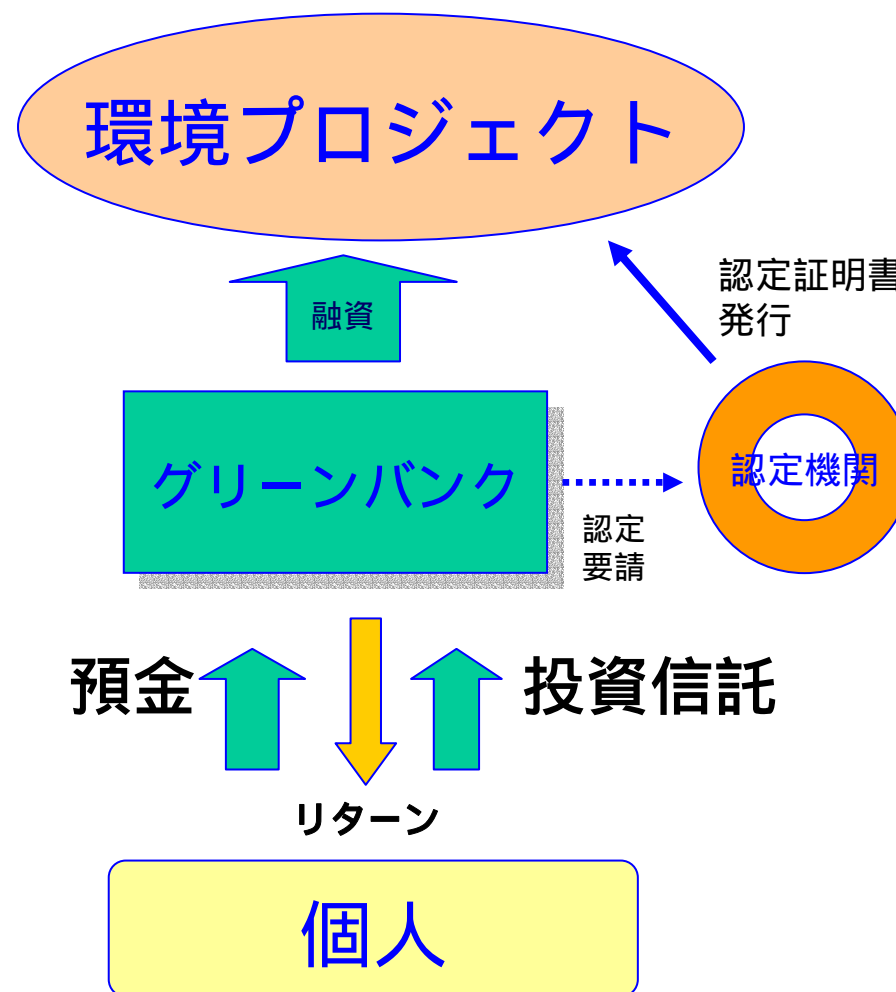 環境プロジェクト
融資
認定証明書
発行
グリーンバンク
認定機関
認定
要請
預金
投資信託
リターン
個人